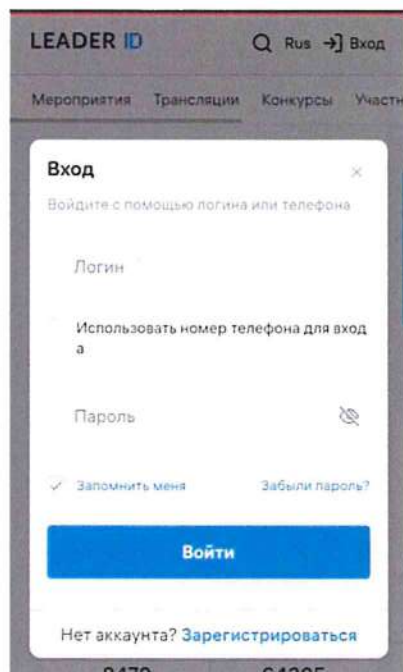 LEADER ID
Rus Вход
Мероприятия Трансляции Конкурсы Участн
Вход
Войдите с помощью логина или телефона
Логин
Использовать номер телефона для вход
а
Пароль
Запомнить меня Забыли пароль?
Войти
Нет аккаунта? Зарегистрироваться